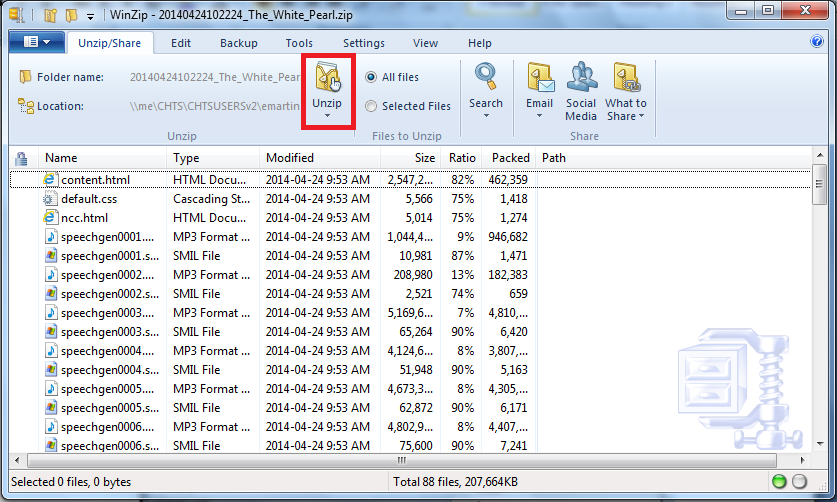 WinZip - 20140424102224_The_White_Pearl.zip
Unzip/Share Edit Backup Tools Settings View Help
Folder name: 20140424102224_The_White_Pear
Location: \\me\CHTS\CHTSUSERSv2\emartin
Unzip
All files
Selected Files
Search
Email
Social Media
What to Share
Unzip Files to Unzip Share
Name Type Modified Size Ratio Packed Path
content.html HTML Docu... 2014-04-24 9:53 AM 2,547,2... 82% 462,359
default.css Cascading St... 2014-04-24 9:53 AM 5,566 75% 1,418
ncc.html HTML Docu... 2014-04-24 9:53 AM 5,014 75% 1,274
speechgen0001.... MP3 Format ... 2014-04-24 9:53 AM 1,044,4... 9% 946,682
speechgen0001.s... SMIL File 2014-04-24 9:53 AM 10,981 87% 1,471
speechgen0002.... MP3 Format ... 2014-04-24 9:53 AM 208,980 13% 182,383
speechgen0002.s... SMIL File 2014-04-24 9:53 AM 2,521 74% 659
speechgen0003.... MP3 Format ... 2014-04-24 9:53 AM 5,169,6... 7% 4,810,...
speechgen0003.s... SMIL File 2014-04-24 9:53 AM 65,264 90% 6,420
speechgen0004.... MP3 Format ... 2014-04-24 9:53 AM 4,124,6... 8% 3,807,...
speechgen0004.s... SMIL File 2014-04-24 9:53 AM 51,948 90% 5,163
speechgen0005.... MP3 Format ... 2014-04-24 9:53 AM 4,673,3... 8% 4,305,...
speechgen0005.s... SMIL File 2014-04-24 9:53 AM 62,872 90% 6,171
speechgen0006.... MP3 Format ... 2014-04-24 9:53 AM 4,802,9... 8% 4,407,...
speechgen0006.s... SMIL File 2014-04-24 9:53 AM 75,600 90% 7,241
Selected 0 files, 0 bytes Total 88 files, 207,664KB